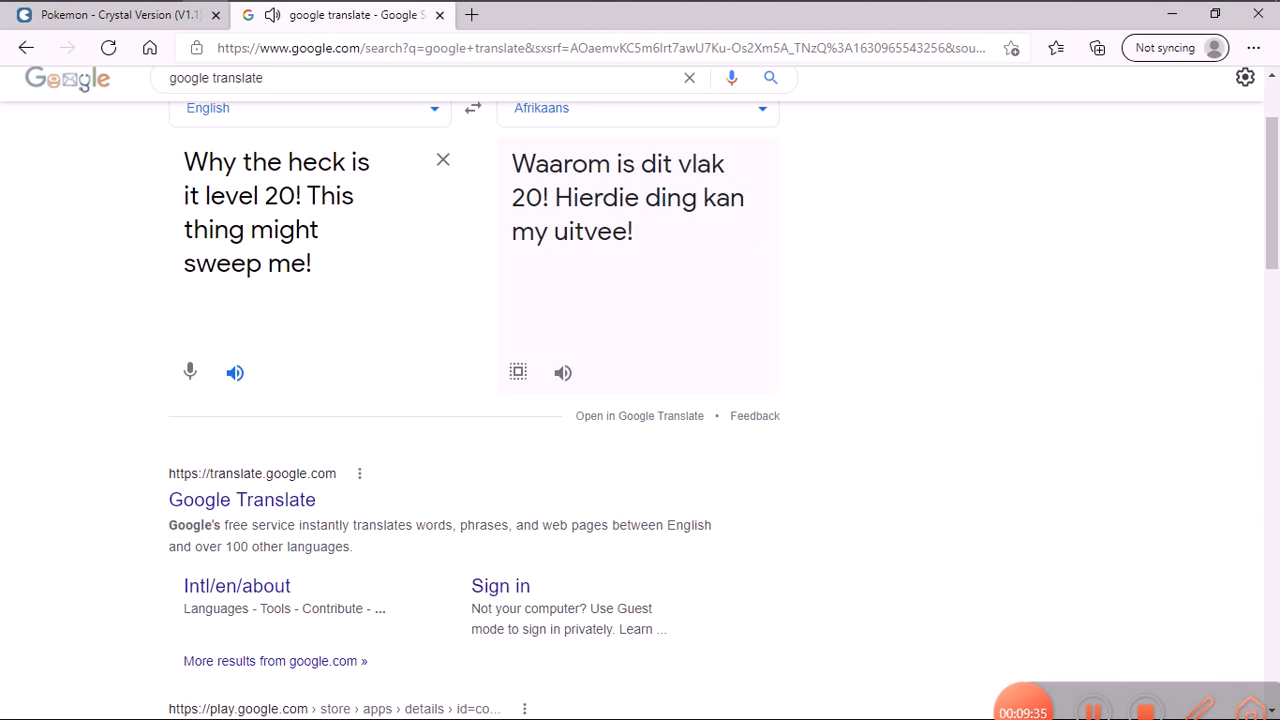 Pokemon - Crystal Version (V1.1)
google translate - Google S
https://www.google.com/search?q=google+translate&sxsrf=AOaemvKC5m6Irt7awU7Ku-Os2Xm5A_TNzQ%3A1630965543256&sou...
Not syncing
Google
google translate
English
Afrikaans
Why the heck is
it level 20! This
thing might
sweep me!
Waarom is dit vlak
20! Hierdie ding kan
my uitvee!
Open in Google Translate • Feedback
https://translate.google.com
Google Translate
Google's free service instantly translates words, phrases, and web pages between English
and over 100 other languages.
Intl/en/about
Languages - Tools - Contribute - ...
Sign in
Not your computer? Use Guest
mode to sign in privately. Learn ...
More results from google.com »
https://play.google.com › store › apps › details › id=co...
00:09:35